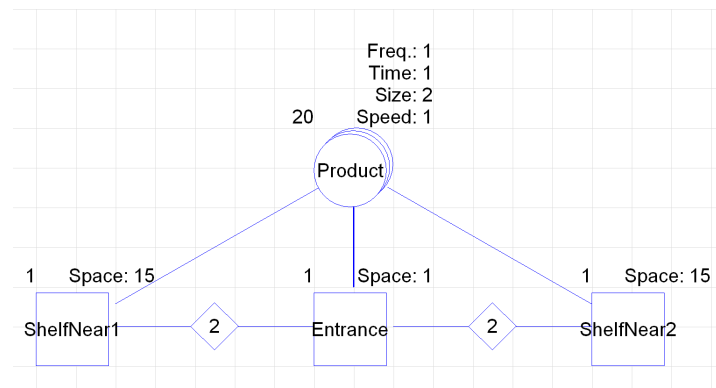 Freq.: 1
Time: 1
Size: 2
20 Speed: 1
Product
1 Space: 15 1 Space: 1 1 Space: 15
ShelfNear1 2 Entrance 2 ShelfNear2